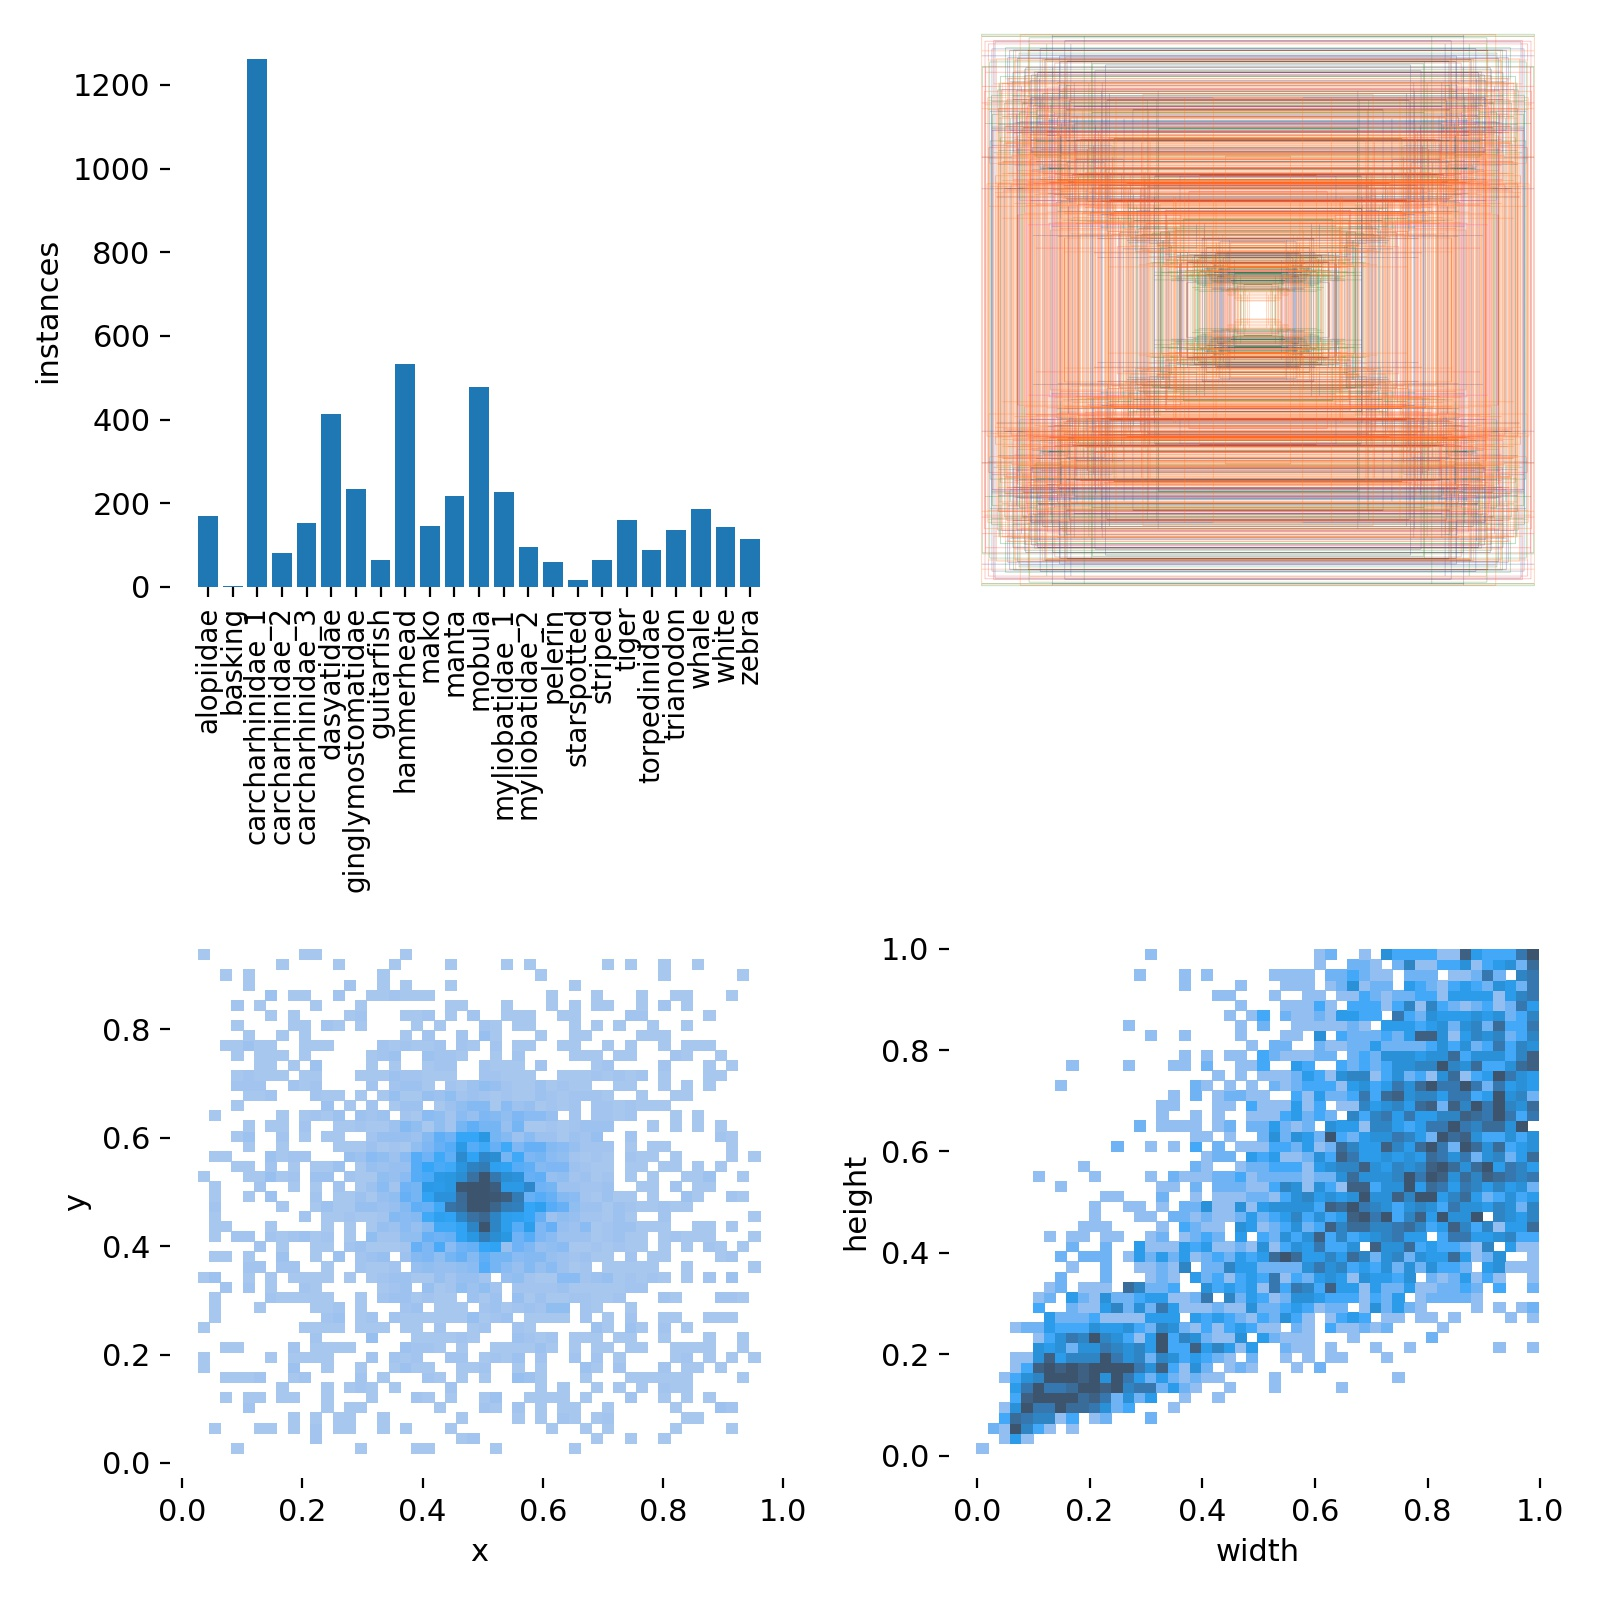 instances
1200
1000
800
600
400
200
0
alopiidae
basking
carcharhinidae_1
carcharhinidae_2
carcharhinidae_3
dasyatidae
ginglymostomatidae
guitarfish
hammerhead
mako
manta
mobula
myliobatidae_1
myliobatidae_2
pelerin
starspotted
striped
tiger
torpedinidae
trianodon
whale
white
zebra
y
0.8
0.6
0.4
0.2
0.0
0.0 0.2 0.4 0.6 0.8 1.0
x
height
1.0
0.8
0.6
0.4
0.2
0.0
0.0 0.2 0.4 0.6 0.8 1.0
width